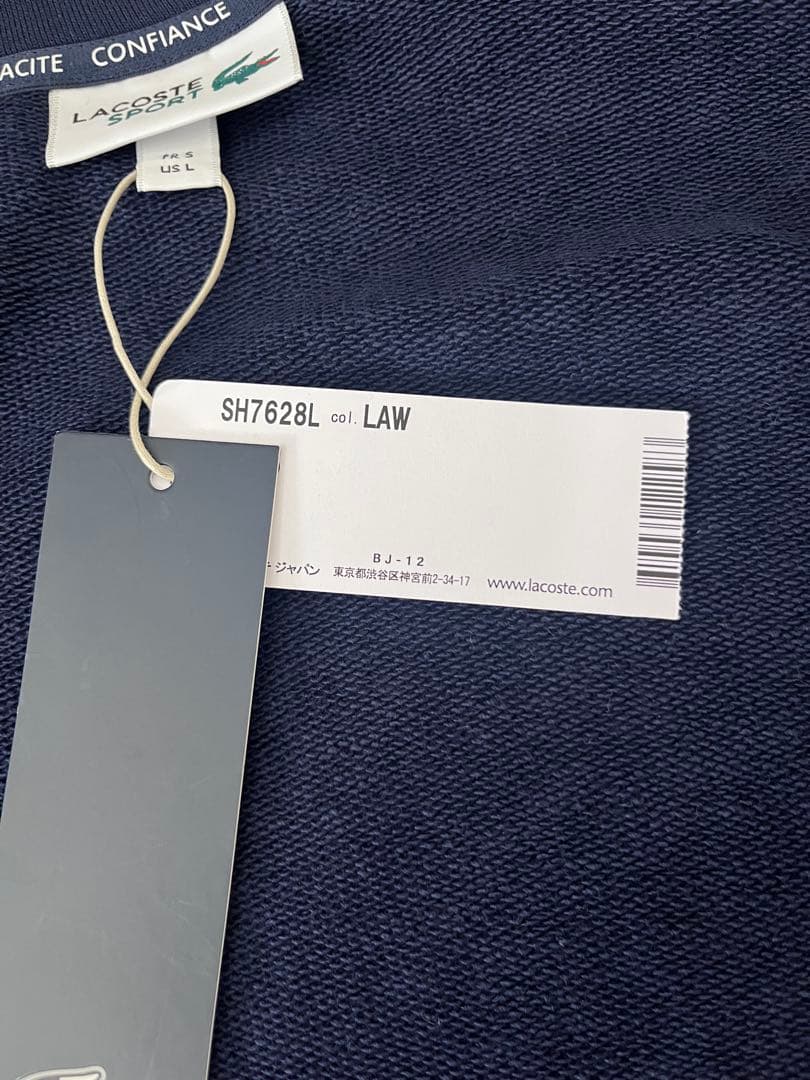 ACITE CONFIANCE
LACOSTE
SPORT
FR S
US L
SH7628L col. LAW
BJ-12
ジャパン 東京都渋谷区神宮前2-34-17 www.lacoste.com